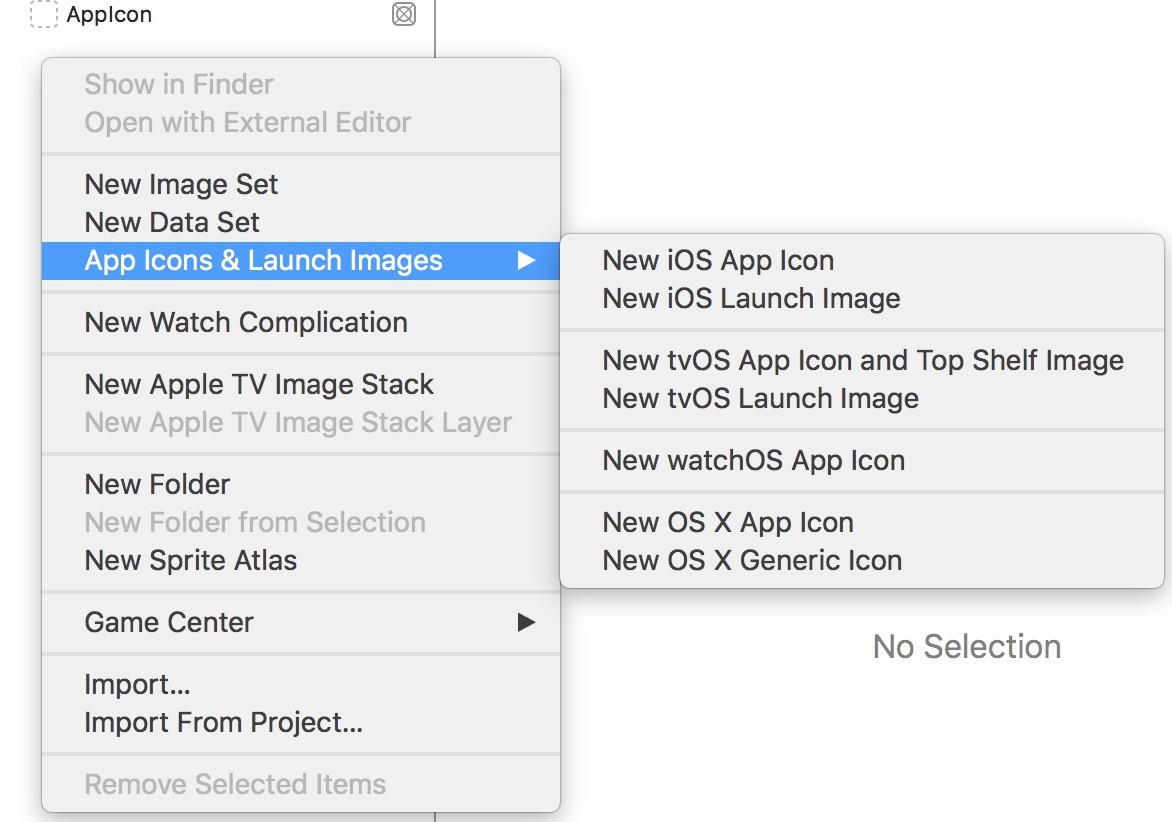 AppIcon
Show in Finder
Open with External Editor
New Image Set
New Data Set
App Icons & Launch Images
New Watch Complication
New Apple TV Image Stack
New Apple TV Image Stack Layer
New Folder
New Folder from Selection
New Sprite Atlas
Game Center
Import...
Import From Project...
Remove Selected Items
New iOS App Icon
New iOS Launch Image
New tvOS App Icon and Top Shelf Image
New tvOS Launch Image
New watchOS App Icon
New OS X App Icon
New OS X Generic Icon
No Selection